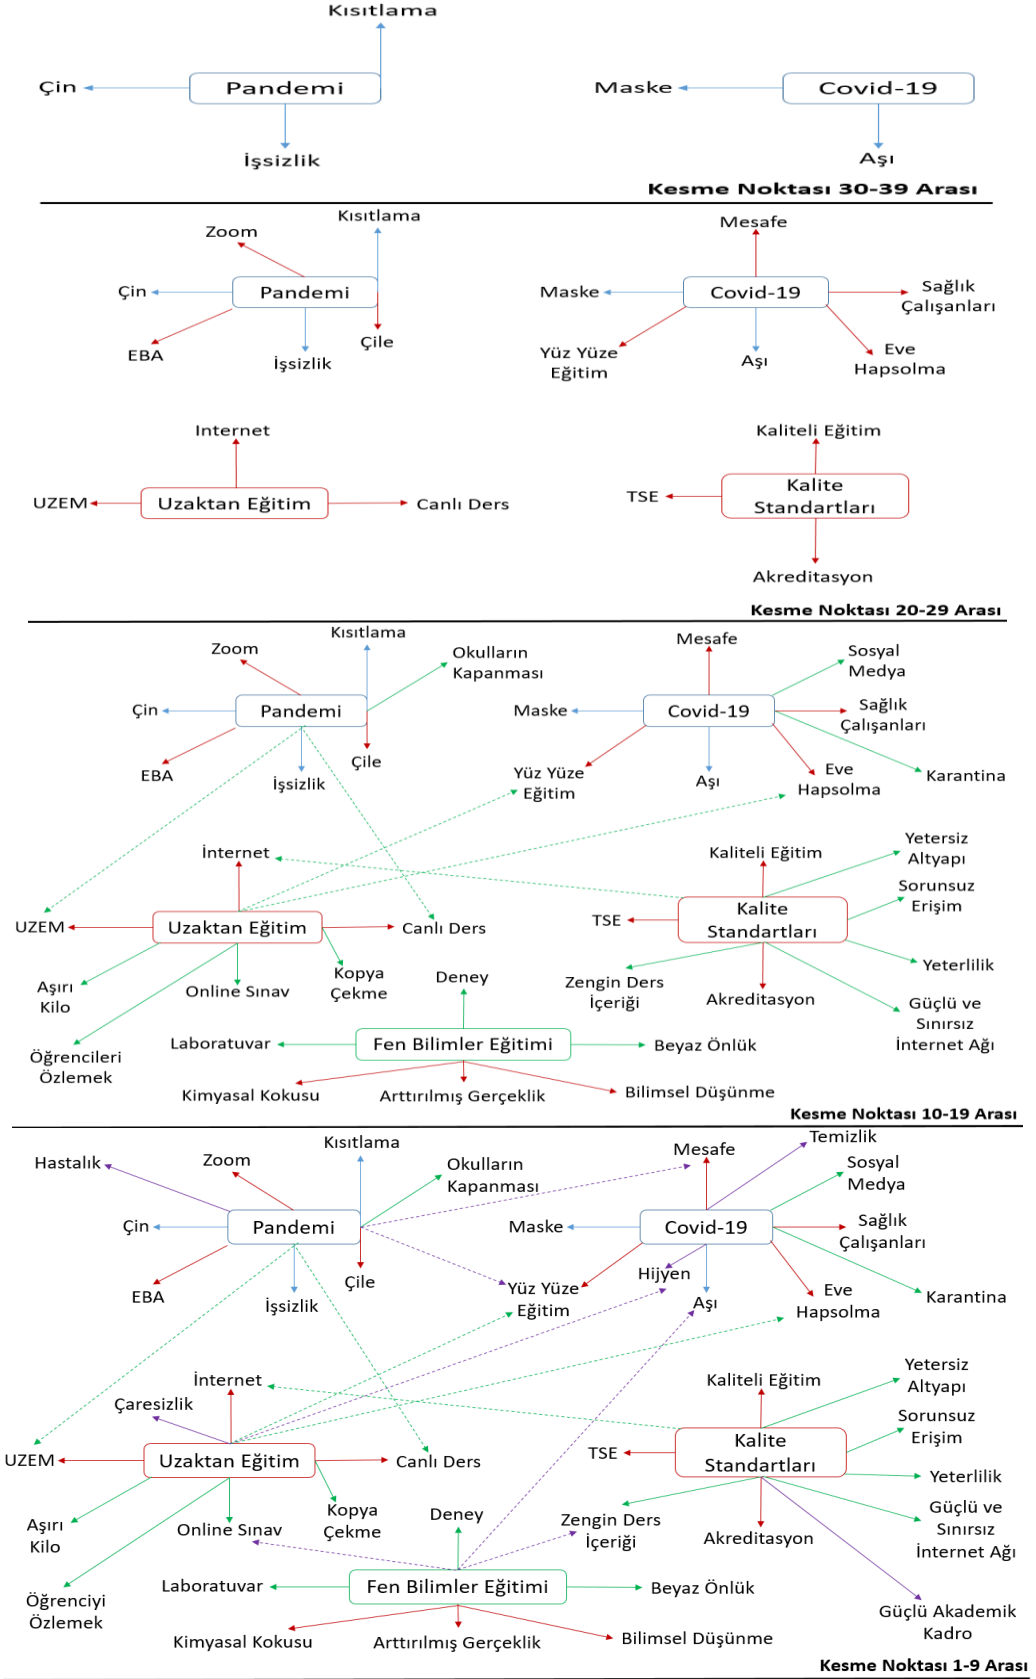 Kısıtlama
Çin
Pandemi
Maske
Covid-19
İşsizlik
Aşı
Kesme Noktası 30-39 Arası
Kısıtlama
Zoom
Mesafe
Çin
Pandemi
Maske
Covid-19
Sağlık
Çalışanları
EBA
İşsizlik
Çile
Yüz Yüze
Eğitim
Aşı
Eve
Hapsolma
Internet
Kaliteli Eğitim
UZEM
Uzaktan Eğitim
Canlı Ders
TSE
Kalite
Standartları
Akreditasyon
Kesme Noktası 20-29 Arası
Kısıtlama
Zoom
Okulların
Kapanması
Mesafe
Sosyal
Medya
Çin
Pandemi
Maske
Covid-19
Sağlık
Çalışanları
EBA
İşsizlik
Çile
Yüz Yüze
Eğitim
Aşı
Eve
Hapsolma
Karantina
İnternet
Kaliteli Eğitim
Yetersiz
Altyapı
UZEM
Uzaktan Eğitim
Canlı Ders
TSE
Kalite
Standartları
Sorunsuz
Erişim
Aşırı
Kilo
Online Sınav
Kopya
Çekme
Deney
Zengin Ders
İçeriği
Akreditasyon
Yeterlilik
Güçlü ve
Sınırsız
İnternet Ağı
Öğrencileri
Özlemek
Laboratuvar
Fen Bilimler Eğitimi
Beyaz Önlük
Kimyasal Kokusu
Arttırılmış Gerçeklik
Bilimsel Düşünme
Kesme Noktası 10-19 Arası
Kısıtlama
Temizlik
Hastalık
Zoom
Okulların
Kapanması
Mesafe
Sosyal
Medya
Çin
Pandemi
Maske
Covid-19
Sağlık
Çalışanları
EBA
İşsizlik
Çile
Yüz Yüze
Eğitim
Hijyen
Aşı
Eve
Hapsolma
Karantina
İnternet
Çaresizlik
Kaliteli Eğitim
Yetersiz
Altyapı
UZEM
Uzaktan Eğitim
Canlı Ders
TSE
Kalite
Standartları
Sorunsuz
Erişim
Yeterlilik
Aşırı
Kilo
Online Sınav
Kopya
Çekme
Deney
Zengin Ders
İçeriği
Akreditasyon
Güçlü ve
Sınırsız
İnternet Ağı
Öğrenciyi
Özlemek
Laboratuvar
Fen Bilimler Eğitimi
Beyaz Önlük
Güçlü Akademik
Kadro
Kimyasal Kokusu
Arttırılmış Gerçeklik
Bilimsel Düşünme
Kesme Noktası 1-9 Arası